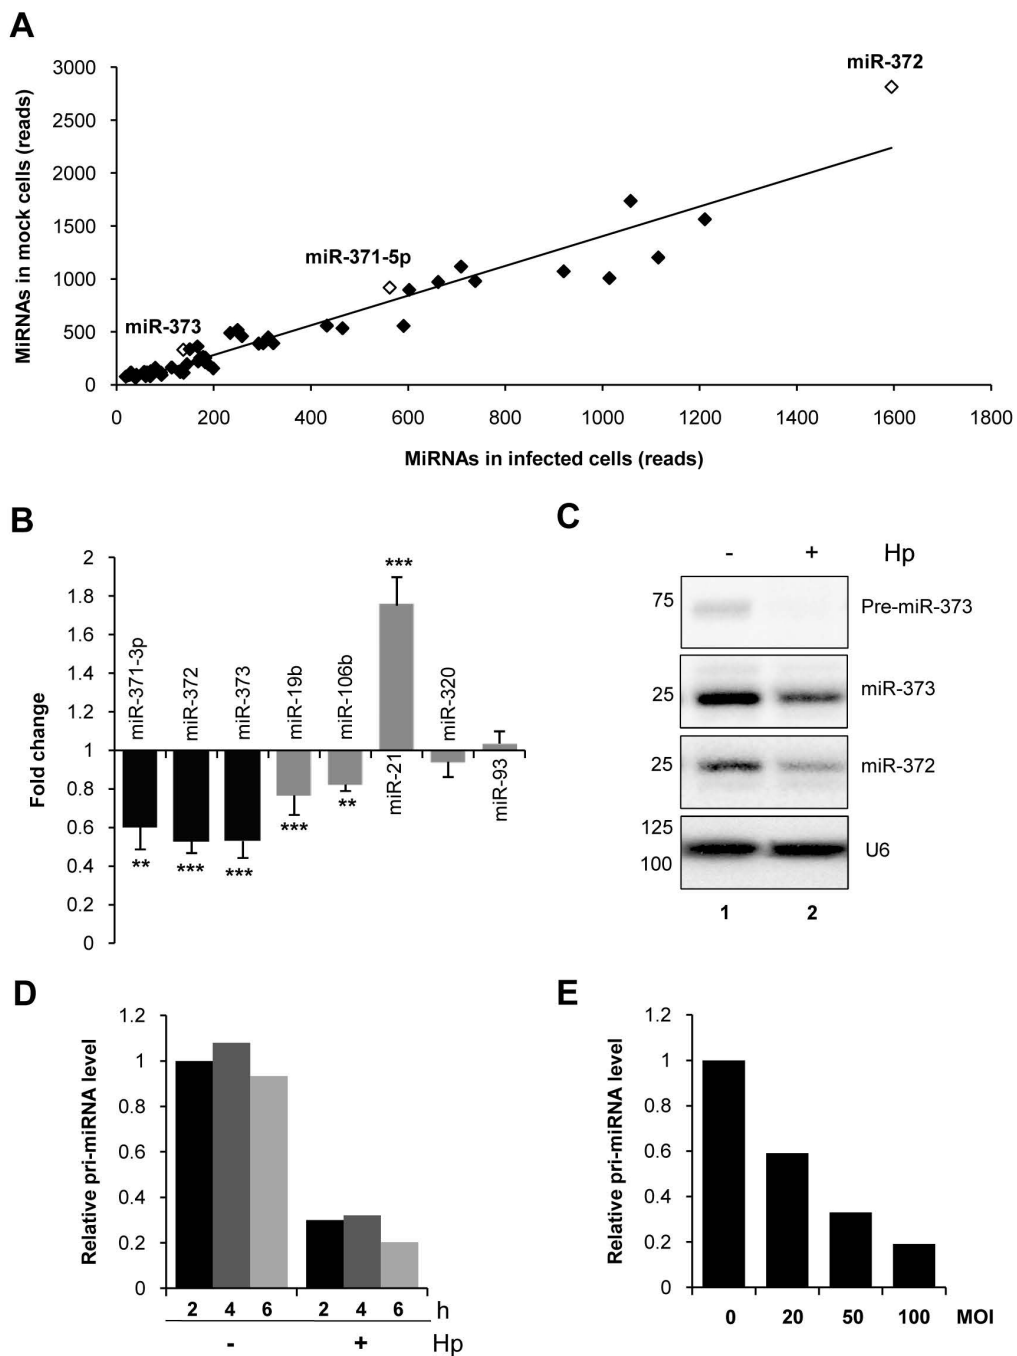 A
MiRNAs in mock cells (reads)
3000
2500
2000
1500
1000
500
0
miR-372
miR-371-5p
miR-373
0 200 400 600 800 1000 1200 1400 1600 1800
MiRNAs in infected cells (reads)
B
Fold change
2
1.8
1.6
1.4
1.2
1
0.8
0.6
0.4
0.2
0
miR-371-3p
miR-372
miR-373
miR-19b
miR-106b
miR-21
miR-320
miR-93
**
***
***
***
**
***
C
- + Hp
75 Pre-miR-373
25 miR-373
25 miR-372
125
100
U6
1 2
D
Relative pri-miRNA level
1.2
1
0.8
0.6
0.4
0.2
0
2 4 6 2 4 6 h
- + Hp
E
Relative pri-miRNA level
1.2
1
0.8
0.6
0.4
0.2
0
0 20 50 100 MOI